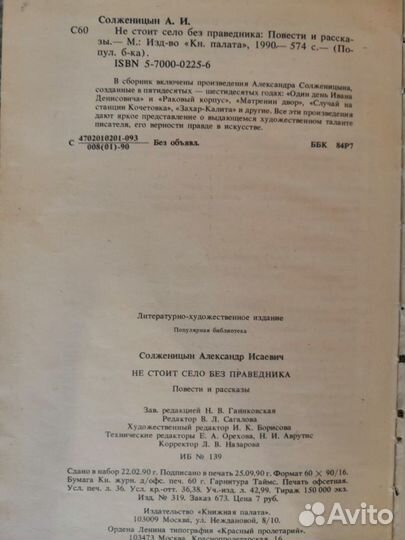 Солженицын А. И.
С60 Не стоит село без праведника: Повести и расска-
зы.— М.: Изд-во «Кн. палата», 1990.— 574 с.— (По-
пул. б-ка).
ISBN 5-7000-0225-6
В сборник включены произведения Александра Солженицына,
созданные в пятидесятых — шестидесятых годах: «Один день Ивана
Денисовича» и «Раковый корпус», «Матренин двор», «Случай на
станции Кочетовка», «Захар-Калита» и другие. Все эти произведения
дают яркое представление о выдающемся художественном таланте
писателя, его верности правде в искусстве.
С 4702010201-093 Без объявл. ББК 84Р7
008(01)-90
Литературно-художественное издание
Популярная библиотека
Солженицын Александр Исаевич
НЕ СТОИТ СЕЛО БЕЗ ПРАВЕДНИКА
Повести и рассказы
Зав. редакцией Н. В.
Редактор В. Л. Сагалова
Художественный редактор И. К. Борисова
Технические редакторы Е. А. Орехова, Н. И. Аврутис
Корректор Л. В. Назарова
ИБ № 139
Сдано в набор 22.02.90 г. Подписано в печать 25.09.90 г. Формат 60 × 90/16.
Бумага Кн. журн. д/офс. печ. 60 г. Гарнитура Таймс. Печать офсетная.
Усл. печ. л. 36. Усл. кр.-отт. 36,38. Уч.-изд. л. 42,99. Тираж 150 000 экз.
Изд. № 319. Заказ 673. Цена 7 руб.
Издательство «Книжная палата».
103009 Москва, ул. Неждановой, 8/10.
Ордена Ленина типография «Красный пролетарий».
103473 Москва, Краснопролетарская, 16
Avito